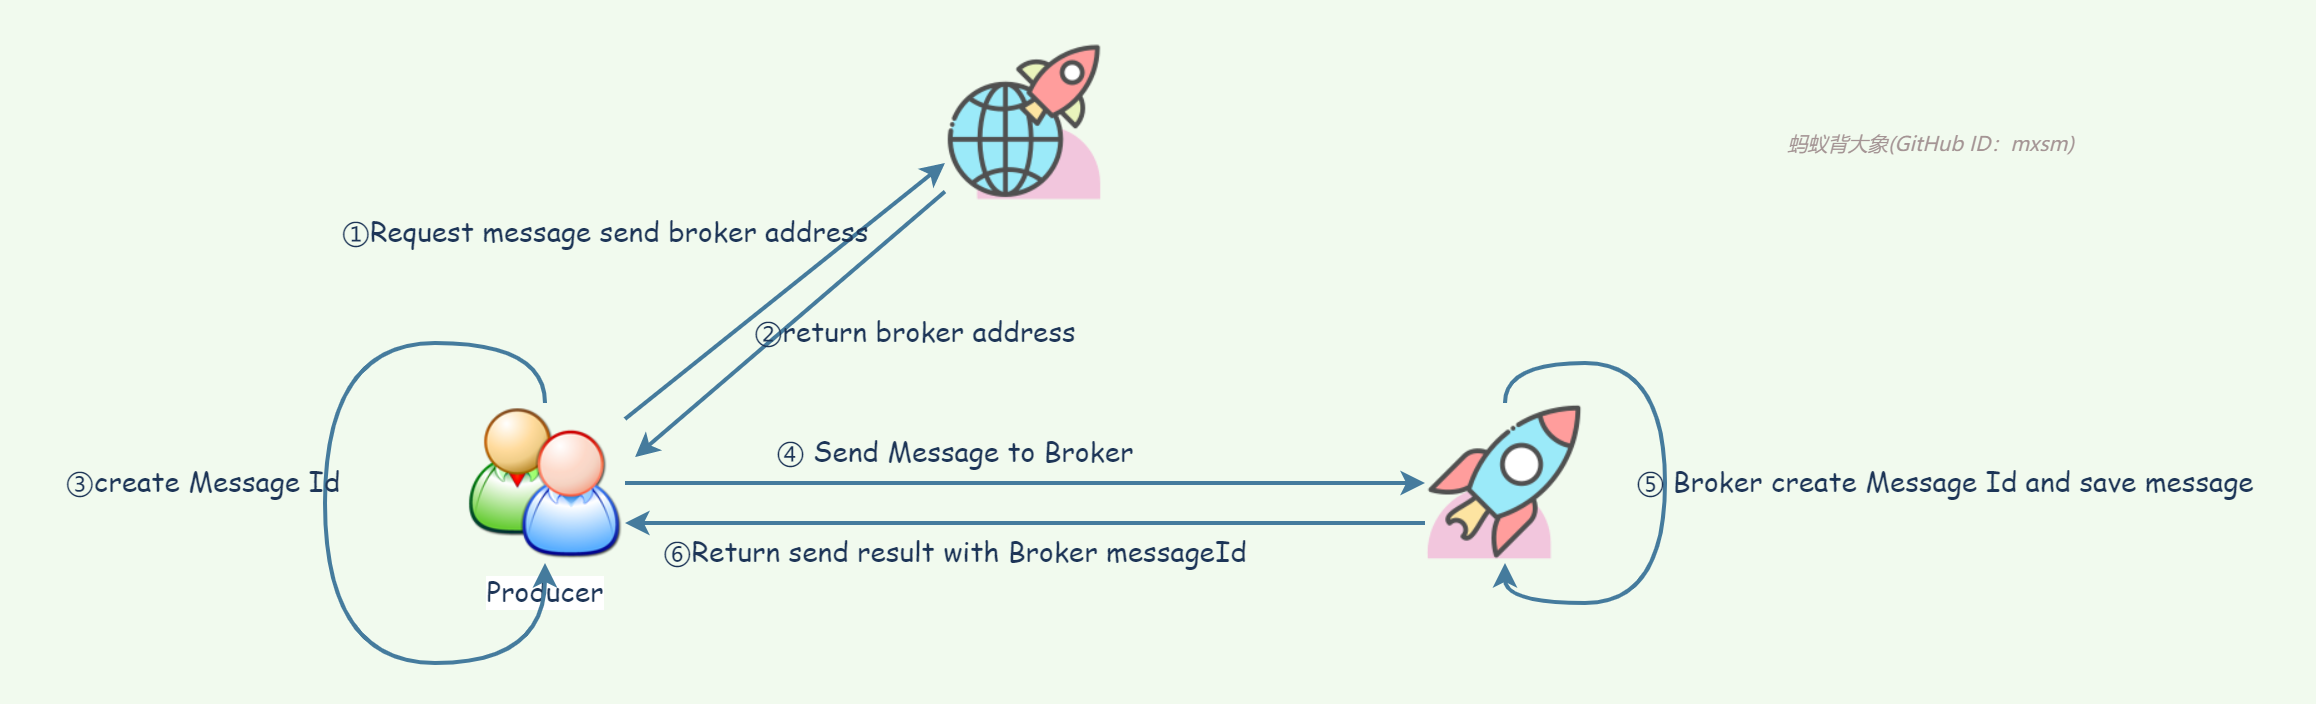 蚂蚁背大象(GitHub ID：mxsm)
①Request message send broker address
②return broker address
④ Send Message to Broker
③create Message Id
⑤ Broker create Message Id and save message
⑥Return send result with Broker messageId
Producer